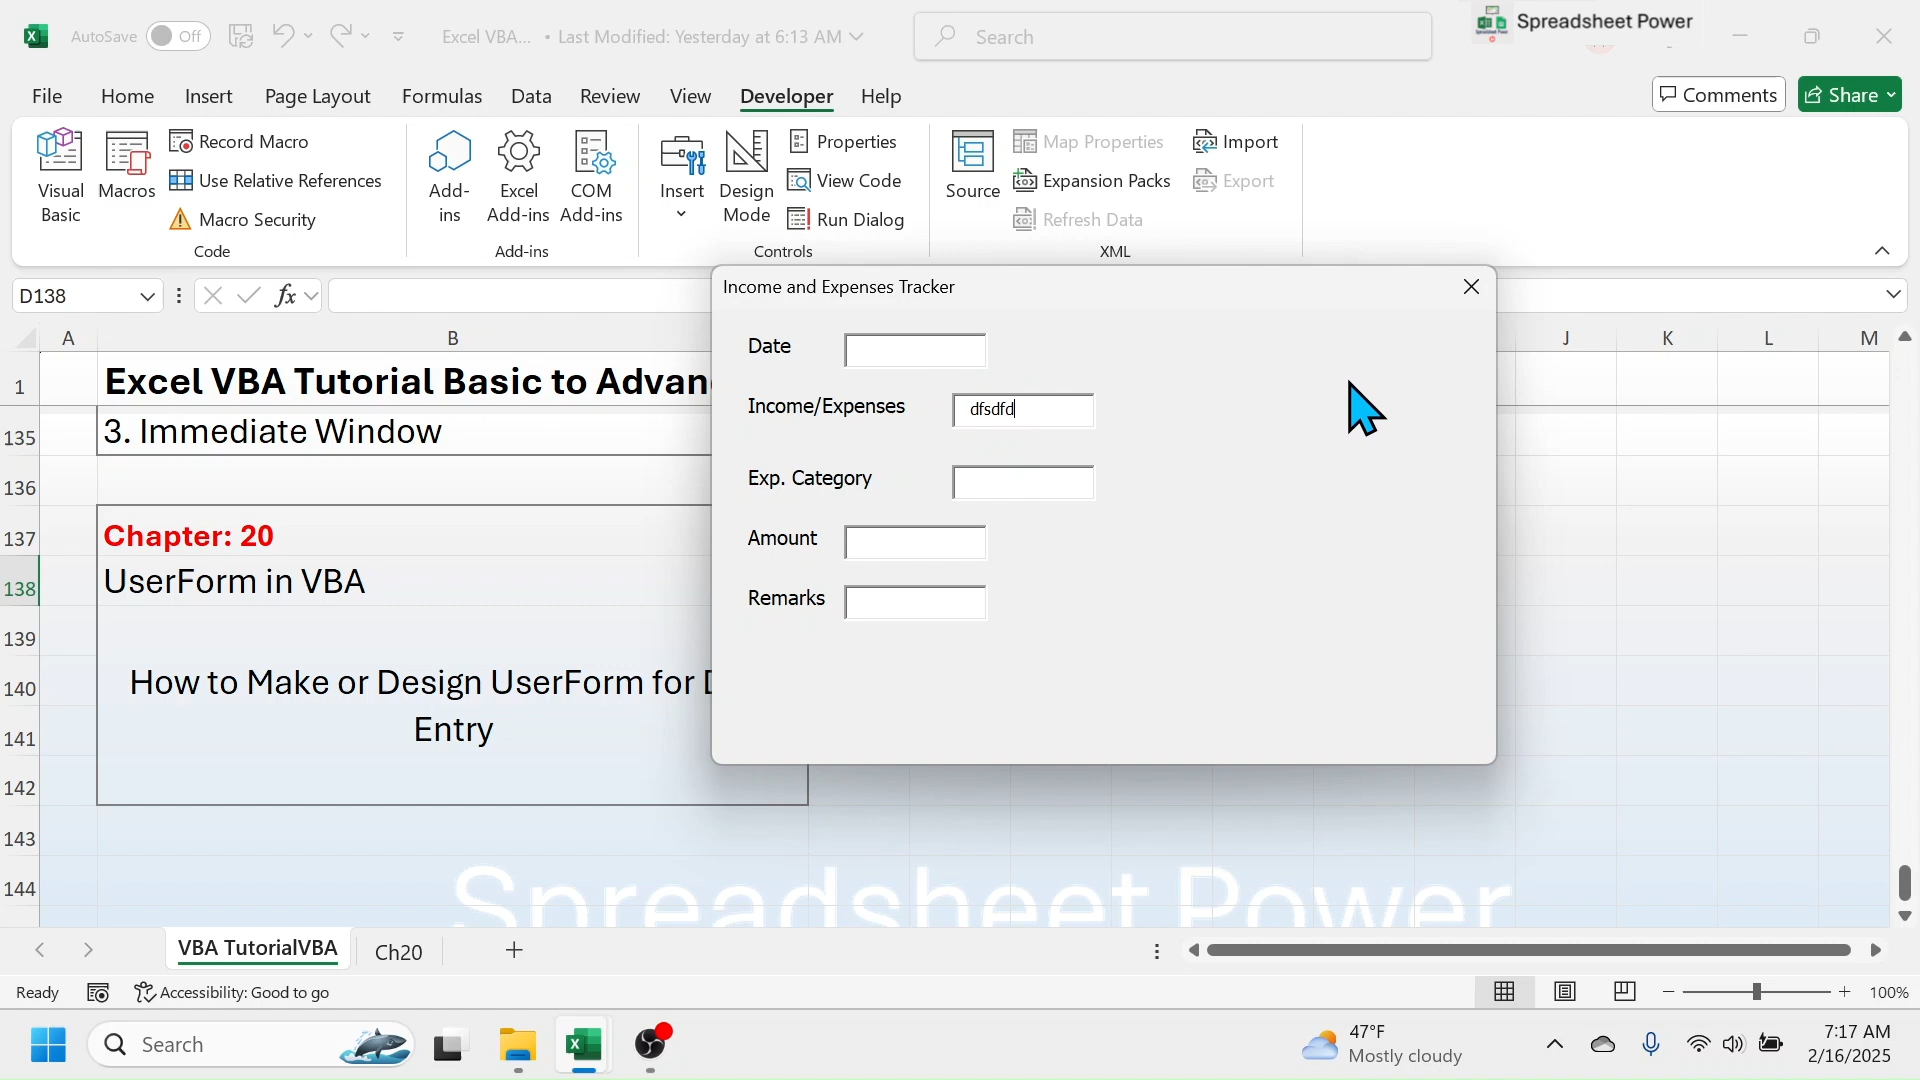 AutoSave Off Excel VBA... • Last Modified: Yesterday at 6:13 AM Search Spreadsheet Power
File Home Insert Page Layout Formulas Data Review View Developer Help Comments Share
Visual Basic
Macros
Record Macro
Use Relative References
Macro Security
Code
Add-ins
Excel Add-ins
COM Add-ins
Add-ins
Insert
Design Mode
Properties
View Code
Run Dialog
Controls
Source
Map Properties
Expansion Packs
Refresh Data
Import
Export
XML
D138 fx
Income and Expenses Tracker
Date
Income/Expenses dfsdfd
Exp. Category
Amount
Remarks
A B J K L M
1 Excel VBA Tutorial Basic to Advan
135 3. Immediate Window
136
137 Chapter: 20
138 UserForm in VBA
139
140 How to Make or Design UserForm for D
141 Entry
142
143
144
Spreadsheet Power
VBA TutorialVBA Ch20
Ready Accessibility: Good to go 100%
Search
47°F
Mostly cloudy
7:17 AM
2/16/2025